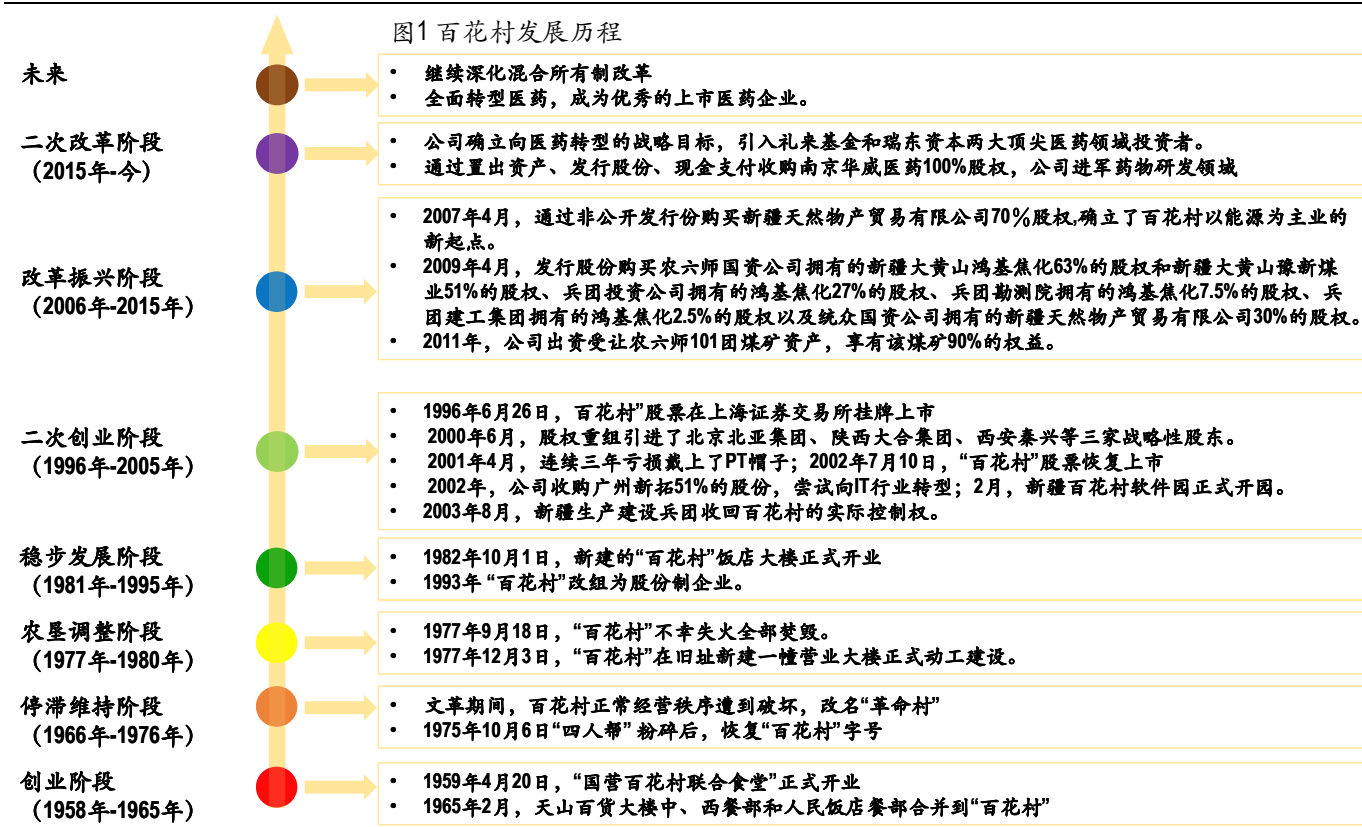 图1 百花村发展历程
未来
• 继续深化混合所有制改革
• 全面转型医药，成为优秀的上市医药企业。
二次改革阶段
（2015年-今）
• 公司确立向医药转型的战略目标，引入礼来基金和瑞东资本两大顶尖医药领域投资者。
• 通过置出资产、发行股份、现金支付收购南京华威医药100%股权，公司进军药物研发领域
改革振兴阶段
（2006年-2015年）
• 2007年4月，通过非公开发行份购买新疆天然物产贸易有限公司70％股权,确立了百花村以能源为主业的
新起点。
• 2009年4月，发行股份购买农六师国资公司拥有的新疆大黄山鸿基焦化63%的股权和新疆大黄山豫新煤
业51%的股权、兵团投资公司拥有的鸿基焦化27%的股权、兵团勘测院拥有的鸿基焦化7.5%的股权、兵
团建工集团拥有的鸿基焦化2.5%的股权以及统众国资公司拥有的新疆天然物产贸易有限公司30%的股权。
• 2011年，公司出资受让农六师101团煤矿资产，享有该煤矿90%的权益。
二次创业阶段
（1996年-2005年）
• 1996年6月26日，百花村”股票在上海证券交易所挂牌上市
• 2000年6月，股权重组引进了北京北亚集团、陕西大合集团、西安秦兴等三家战略性股东。
• 2001年4月，连续三年亏损戴上了PT帽子；2002年7月10日，“百花村”股票恢复上市
• 2002年，公司收购广州新拓51%的股份，尝试向IT行业转型；2月，新疆百花村软件园正式开园。
• 2003年8月，新疆生产建设兵团收回百花村的实际控制权。
稳步发展阶段
（1981年-1995年）
• 1982年10月1日，新建的“百花村”饭店大楼正式开业
• 1993年 “百花村”改组为股份制企业。
农垦调整阶段
（1977年-1980年）
• 1977年9月18日，“百花村”不幸失火全部焚毁。
• 1977年12月3日，“百花村”在旧址新建一幢营业大楼正式动工建设。
停滞维持阶段
（1966年-1976年）
• 文革期间，百花村正常经营秩序遭到破坏，改名“革命村”
• 1975年10月6日“四人帮” 粉碎后，恢复“百花村”字号
创业阶段
（1958年-1965年）
• 1959年4月20日，“国营百花村联合食堂”正式开业
• 1965年2月，天山百货大楼中、西餐部和人民饭店餐部合并到“百花村”